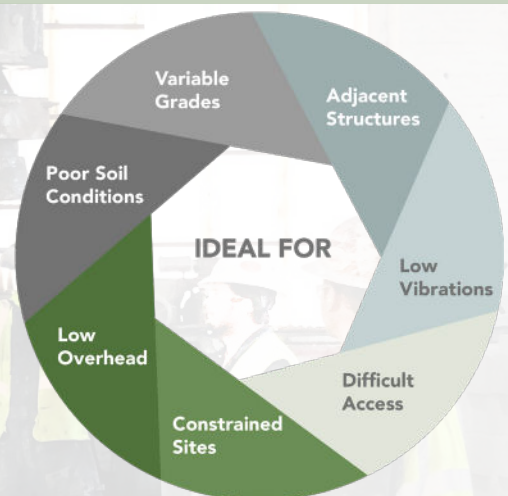 Variable
Grades
Adjacent
Structures
Poor Soil
Conditions
IDEAL FOR
Low
Vibrations
Low
Overhead
Difficult
Access
Constrained
Sites